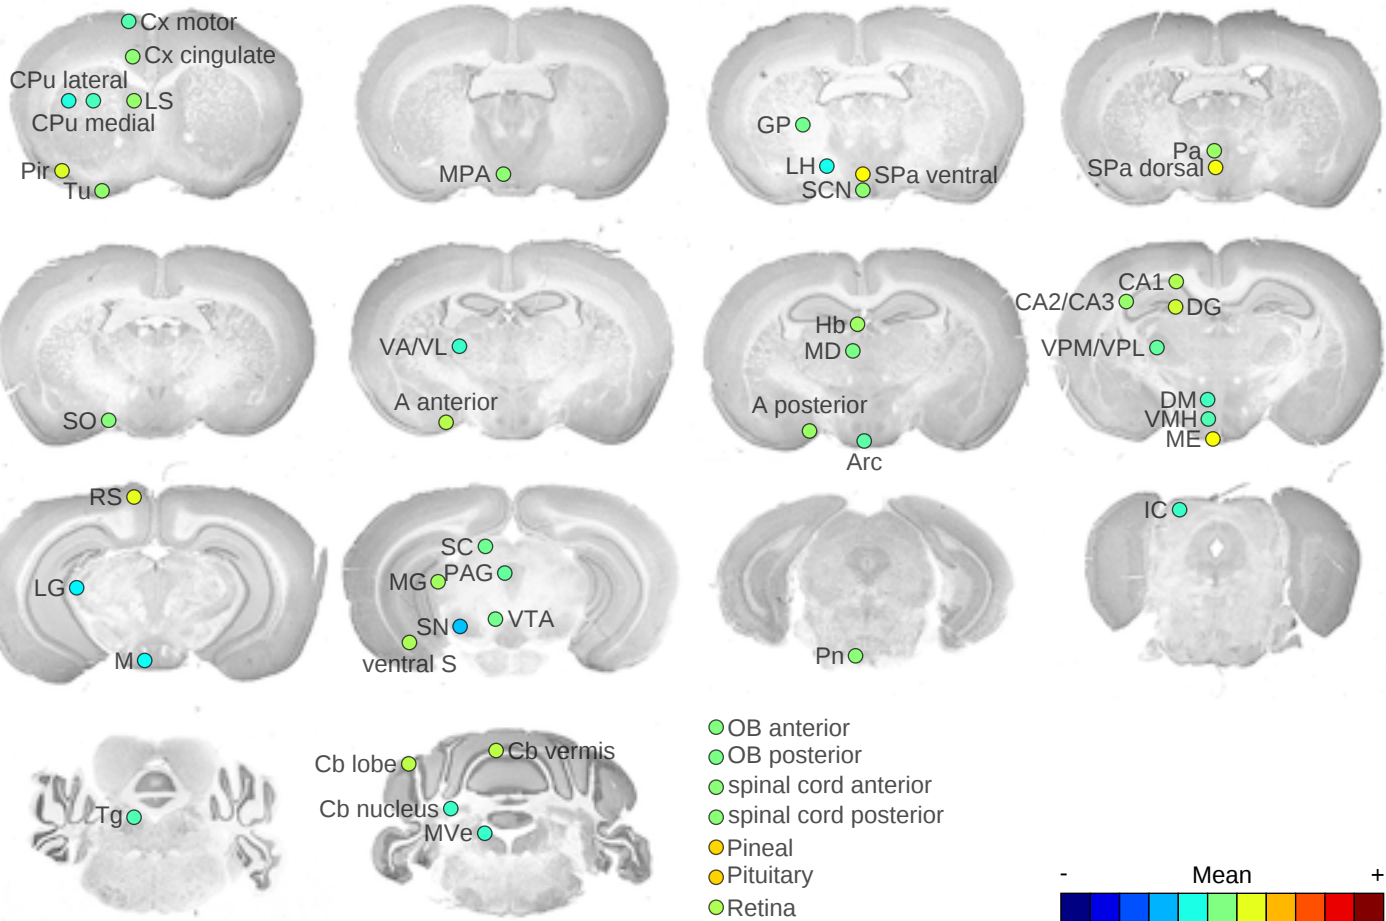 Cx motor
Cx cingulate
CPu lateral
LS
CPu medial
Pir
Tu
MPA
GP
LH
SPa ventral
SCN
Pa
SPa dorsal
SO
VA/VL
A anterior
Hb
MD
A posterior
Arc
CA1
CA2/CA3
DG
VPM/VPL
DM
VMH
ME
RS
LG
M
SC
PAG
MG
VTA
SN
ventral S
Pn
IC
Tg
Cb vermis
Cb lobe
Cb nucleus
MVe
OB anterior
OB posterior
spinal cord anterior
spinal cord posterior
Pineal
Pituitary
Retina
- Mean +